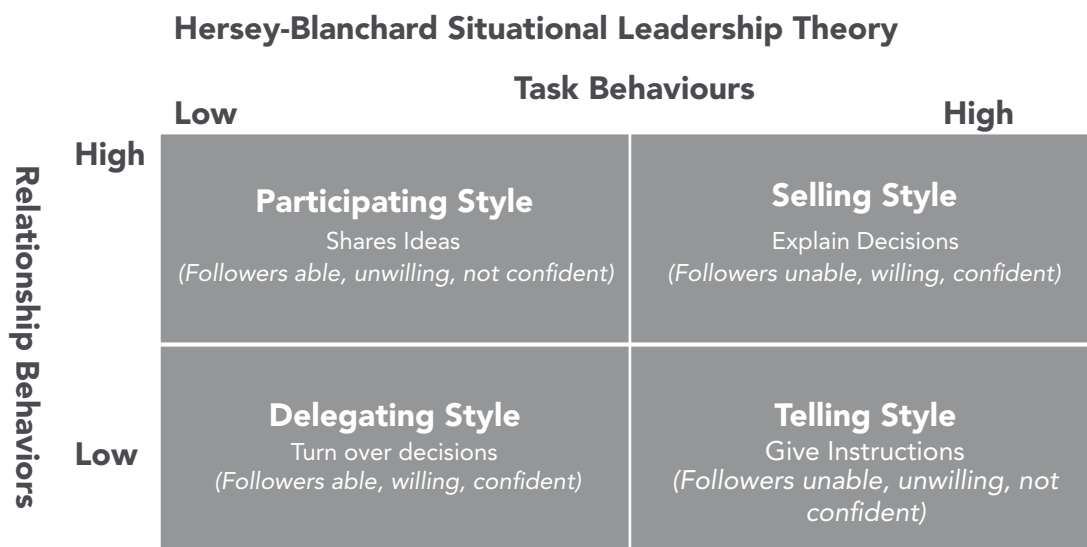 Hersey-Blanchard Situational Leadership Theory
Task Behaviours
Low
High
High
Relationship Behaviors
Participating Style
Shares Ideas
(Followers able, unwilling, not confident)
Selling Style
Explain Decisions
(Followers unable, willing, confident)
Low
Delegating Style
Turn over decisions
(Followers able, willing, confident)
Telling Style
Give Instructions
(Followers unable, unwilling, not
confident)